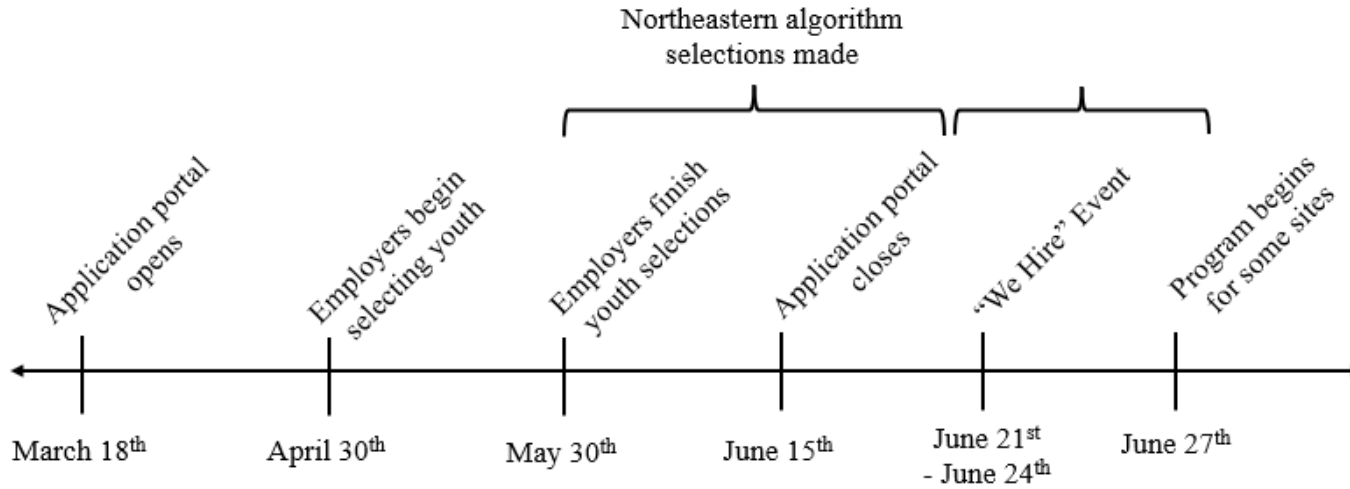 Northeastern algorithm
selections made
Application portal
opens
Employers begin
selecting youth
Employers finish
youth selections
Application portal
closes
“We Hire” Event
Program begins
for some sites
March 18th
April 30th
May 30th
June 15th
June 21st
- June 24th
June 27th